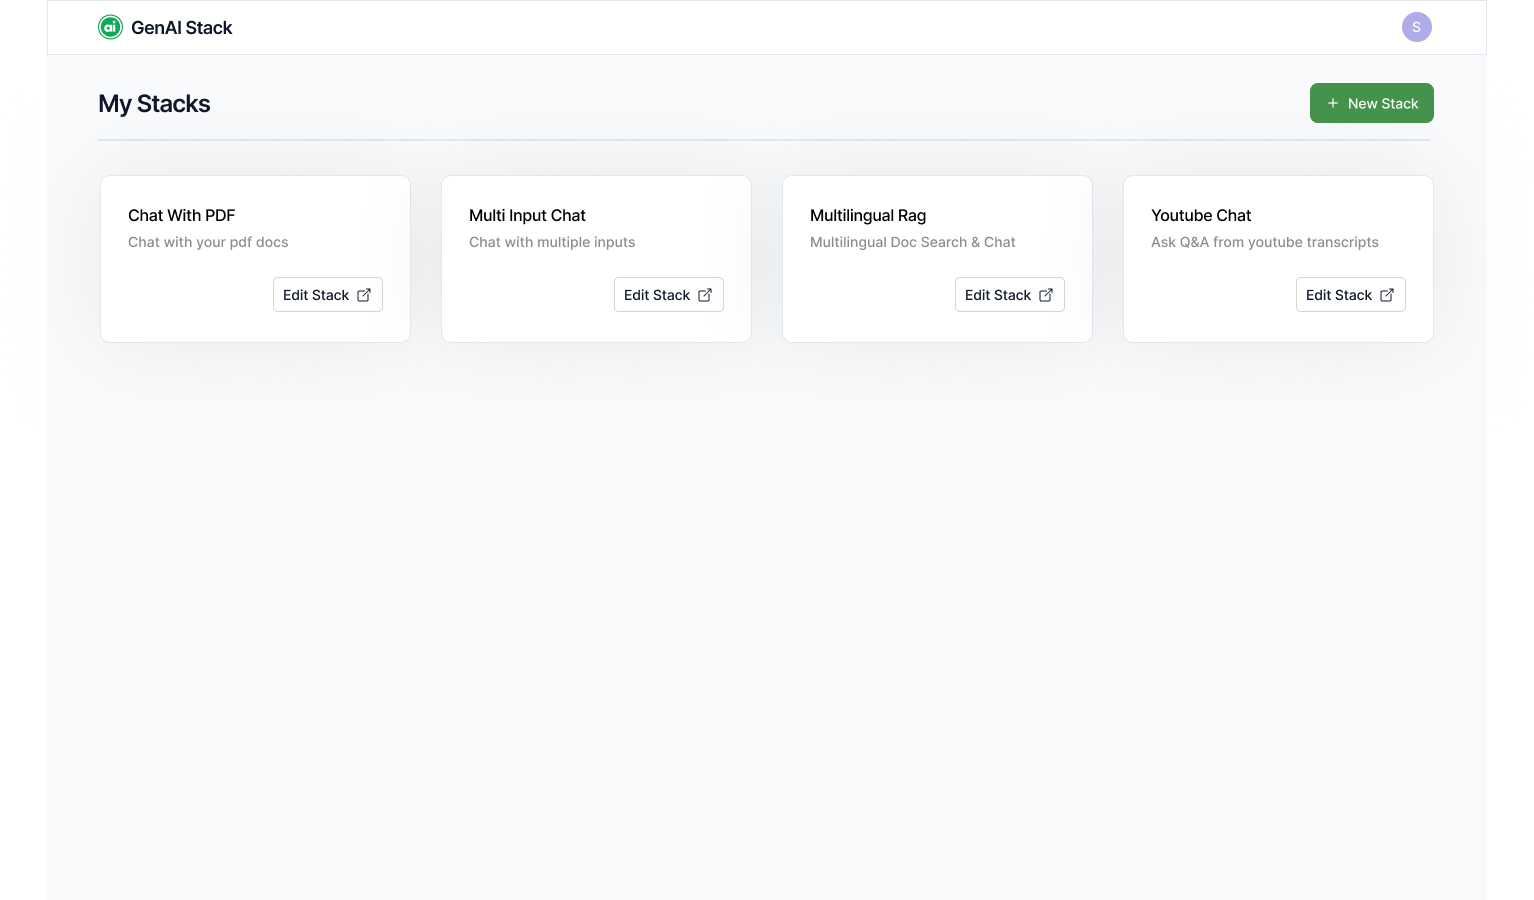 ai GenAI Stack
S
My Stacks
+ New Stack
Chat With PDF
Chat with your pdf docs
Edit Stack
Multi Input Chat
Chat with multiple inputs
Edit Stack
Multilingual Rag
Multilingual Doc Search & Chat
Edit Stack
Youtube Chat
Ask Q&A from youtube transcripts
Edit Stack